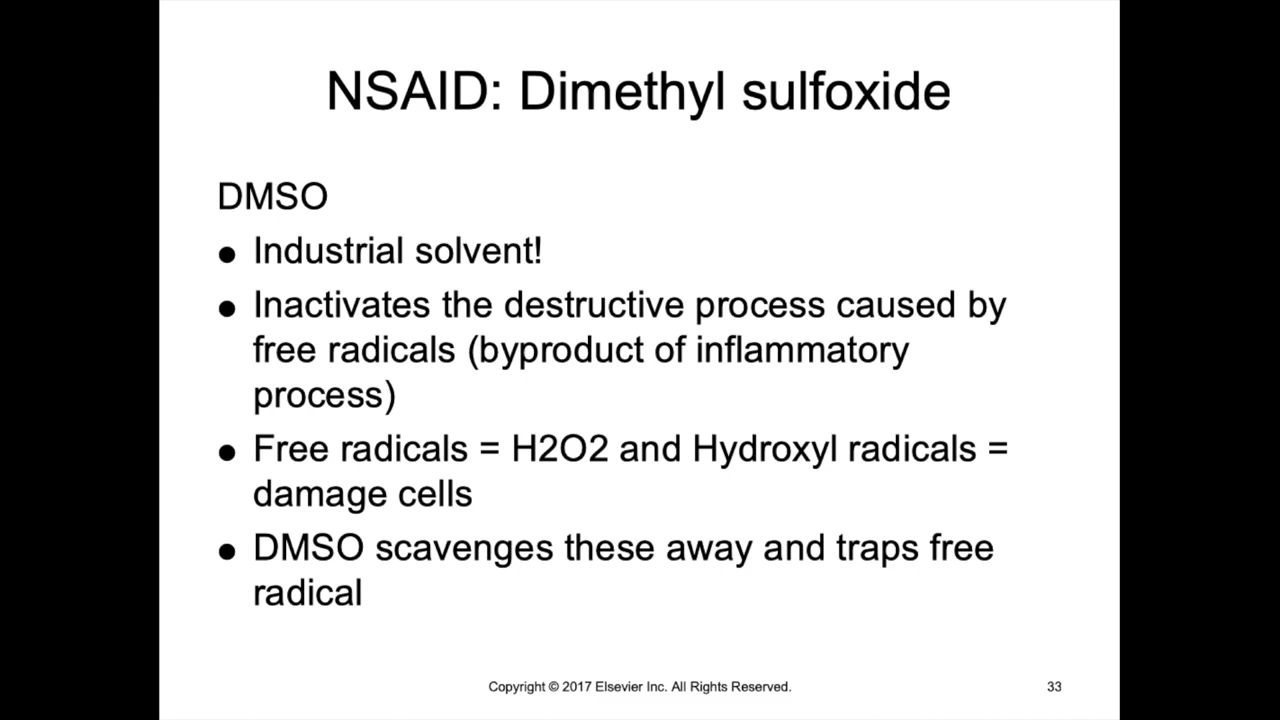 NSAID: Dimethyl sulfoxide
DMSO
● Industrial solvent!
● Inactivates the destructive process caused by
free radicals (byproduct of inflammatory
process)
● Free radicals = H2O2 and Hydroxyl radicals =
damage cells
● DMSO scavenges these away and traps free
radical
Copyright © 2017 Elsevier Inc. All Rights Reserved.
33